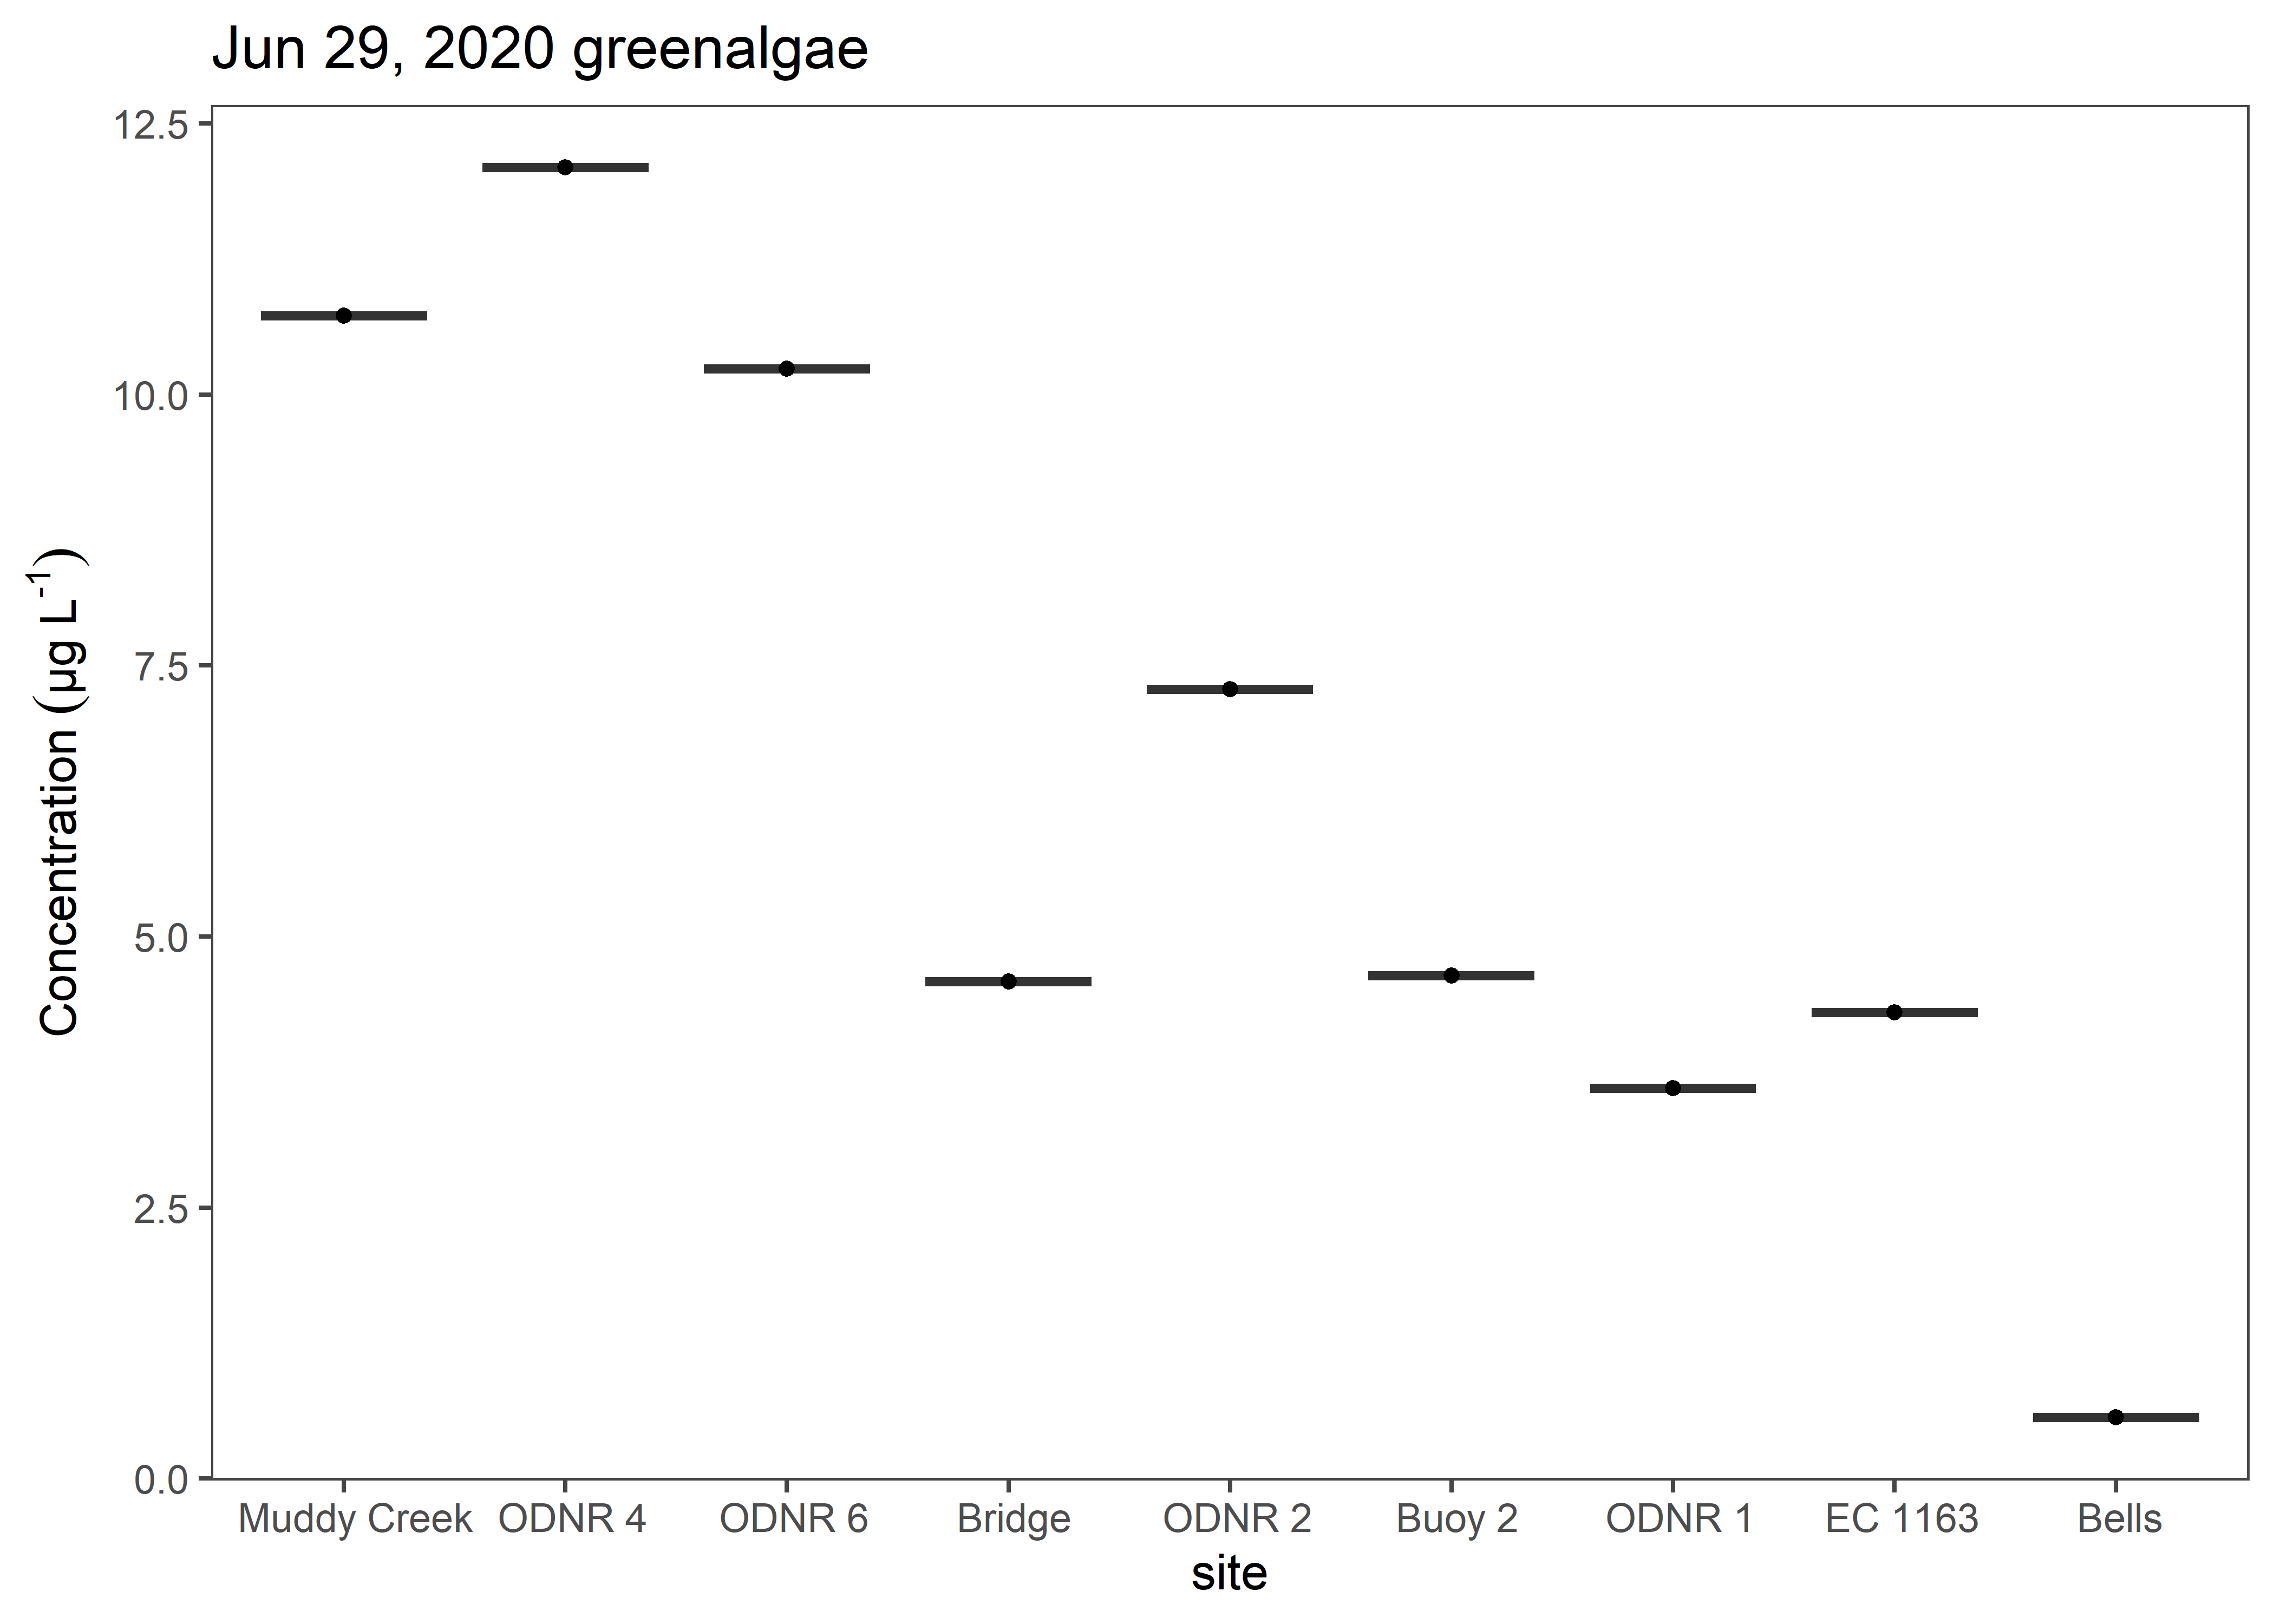 Jun 29, 2020 greenalgae
12.5
10.0
7.5
5.0
2.5
0.0
Concentration (µg L⁻¹)
Muddy Creek ODNR 4 ODNR 6 Bridge ODNR 2 Buoy 2 ODNR 1 EC 1163 Bells
site